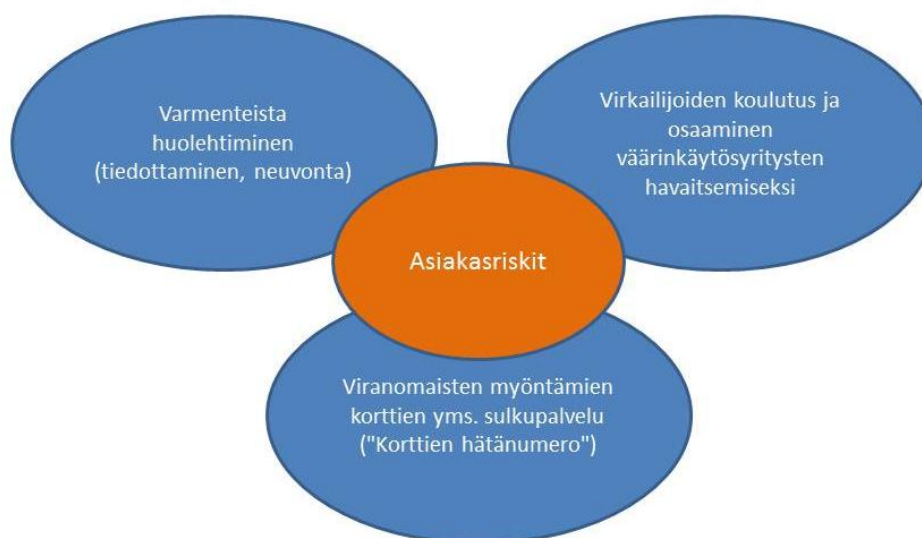 Varmenteista
huolehtiminen
(tiedottaminen, neuvonta)
Virkailijoiden koulutus ja
osaaminen
väärinkäytösyritysten
havaitsemiseksi
Asiakasriskit
Viranomaisten myöntämien
korttien yms. sulkupalvelu
("Korttien hätänumero")